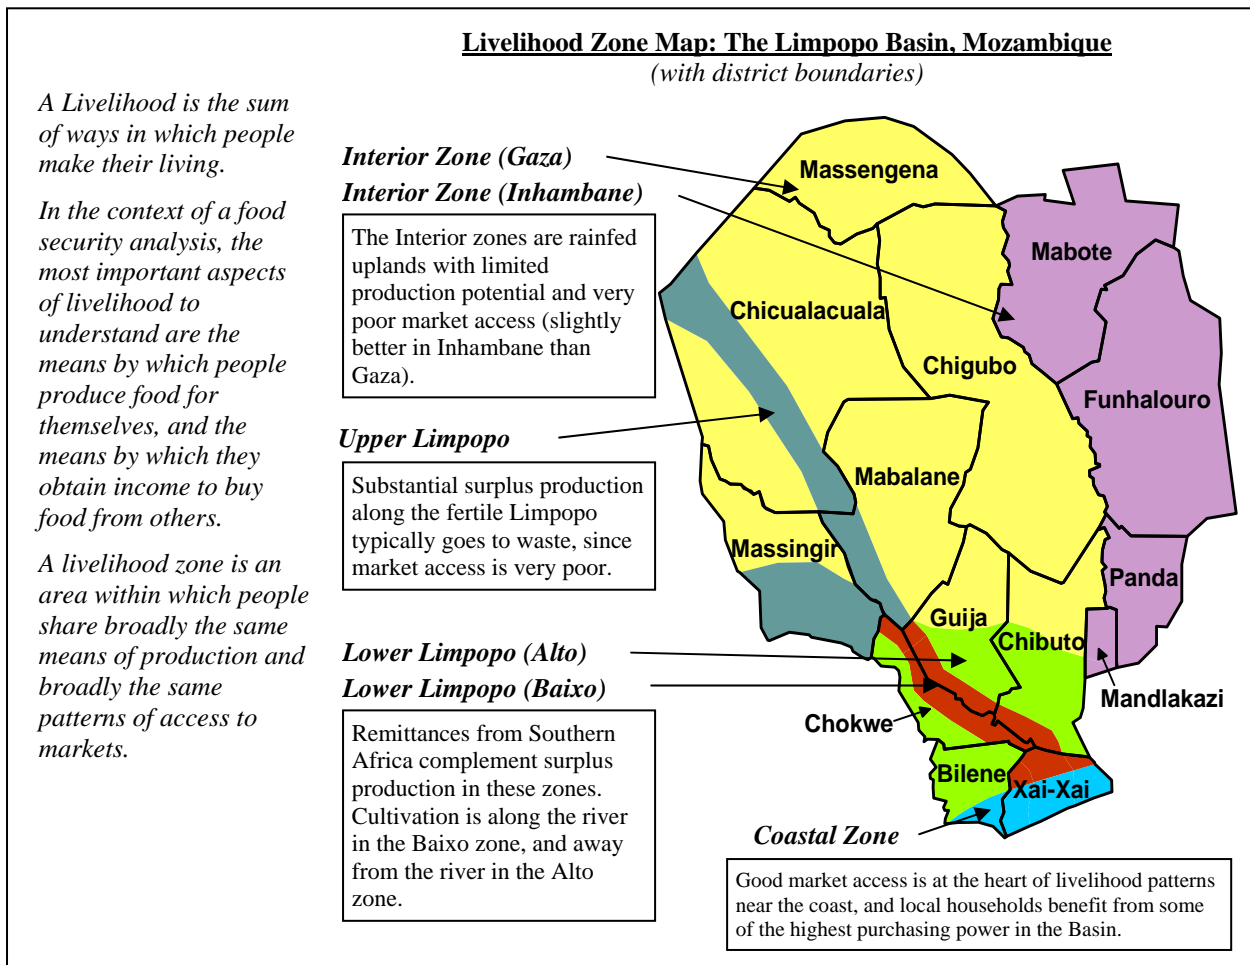 Livelihood Zone Map: The Limpopo Basin, Mozambique
(with district boundaries)
A Livelihood is the sum
of ways in which people
make their living.
In the context of a food
security analysis, the
most important aspects
of livelihood to
understand are the
means by which people
produce food for
themselves, and the
means by which they
obtain income to buy
food from others.
A livelihood zone is an
area within which people
share broadly the same
means of production and
broadly the same
patterns of access to
markets.
Interior Zone (Gaza)
Interior Zone (Inhambane)
The Interior zones are rainfed
uplands with limited
production potential and very
poor market access (slightly
better in Inhambane than
Gaza).
Upper Limpopo
Substantial surplus production
along the fertile Limpopo
typically goes to waste, since
market access is very poor.
Lower Limpopo (Alto)
Lower Limpopo (Baixo)
Remittances from Southern
Africa complement surplus
production in these zones.
Cultivation is along the river
in the Baixo zone, and away
from the river in the Alto
zone.
Massengena
Mabote
Chicualacuala
Chigubo
Funhalouro
Mabalane
Massingir
Panda
Guija
Chibuto
Mandlakazi
Chokwe
Bilene
Xai-Xai
Coastal Zone
Good market access is at the heart of livelihood patterns
near the coast, and local households benefit from some
of the highest purchasing power in the Basin.